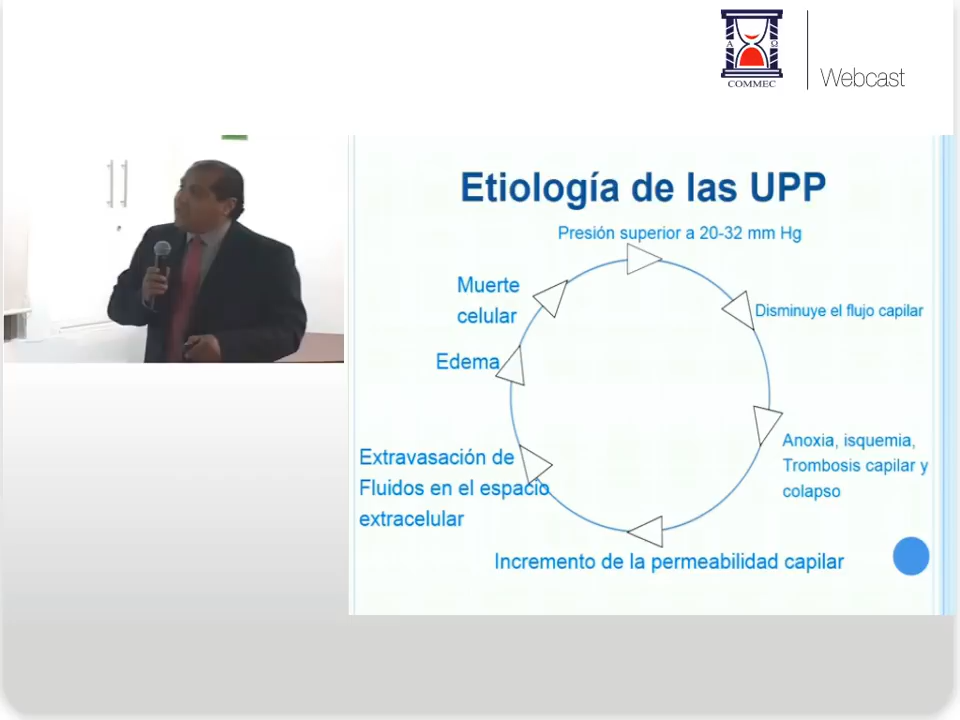 A Ω
COMMEC
Webcast
Etiología de las UPP
Presión superior a 20-32 mm Hg
Disminuye el flujo capilar
Anoxia, isquemia,
Trombosis capilar y
colapso
Incremento de la permeabilidad capilar
Extravasación de
Fluidos en el espacio
extracelular
Edema
Muerte
celular